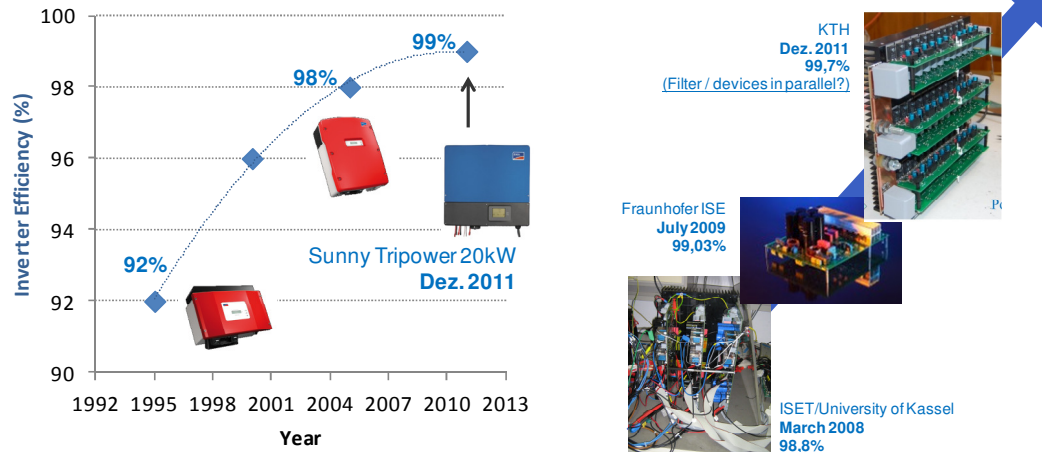 100
98
96
94
92
90
Inverter Efficiency (%)
92%
98%
99%
Sunny Tripower 20kW
Dez. 2011
1992 1995 1998 2001 2004 2007 2010 2013
Year
KTH
Dez. 2011
99,7%
(Filter / devices in parallel?)
Fraunhofer ISE
July 2009
99,03%
ISET/University of Kassel
March 2008
98,8%